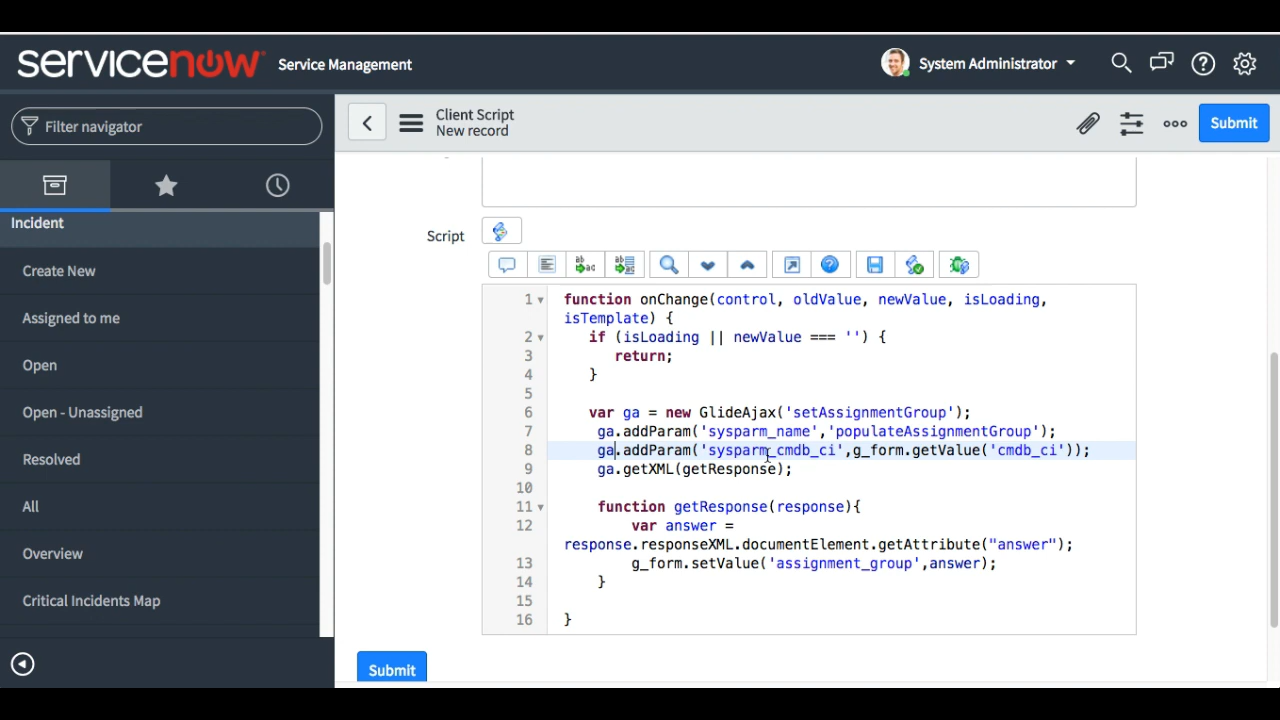 servicenow Service Management
System Administrator
Filter navigator
Incident
Create New
Assigned to me
Open
Open - Unassigned
Resolved
All
Overview
Critical Incidents Map
Client Script
New record
Submit
Script
1 function onChange(control, oldValue, newValue, isLoading,
isTemplate) {
2 if (isLoading || newValue === '') {
3 return;
4 }
5
6 var ga = new GlideAjax('setAssignmentGroup');
7 ga.addParam('sysparm_name','populateAssignmentGroup');
8 ga.addParam('sysparm_cmdb_ci',g_form.getValue('cmdb_ci'));
9 ga.getXML(getResponse);
10
11 function getResponse(response){
12 var answer =
response.responseXML.documentElement.getAttribute("answer");
13 g_form.setValue('assignment_group',answer);
14 }
15
16 }
Submit